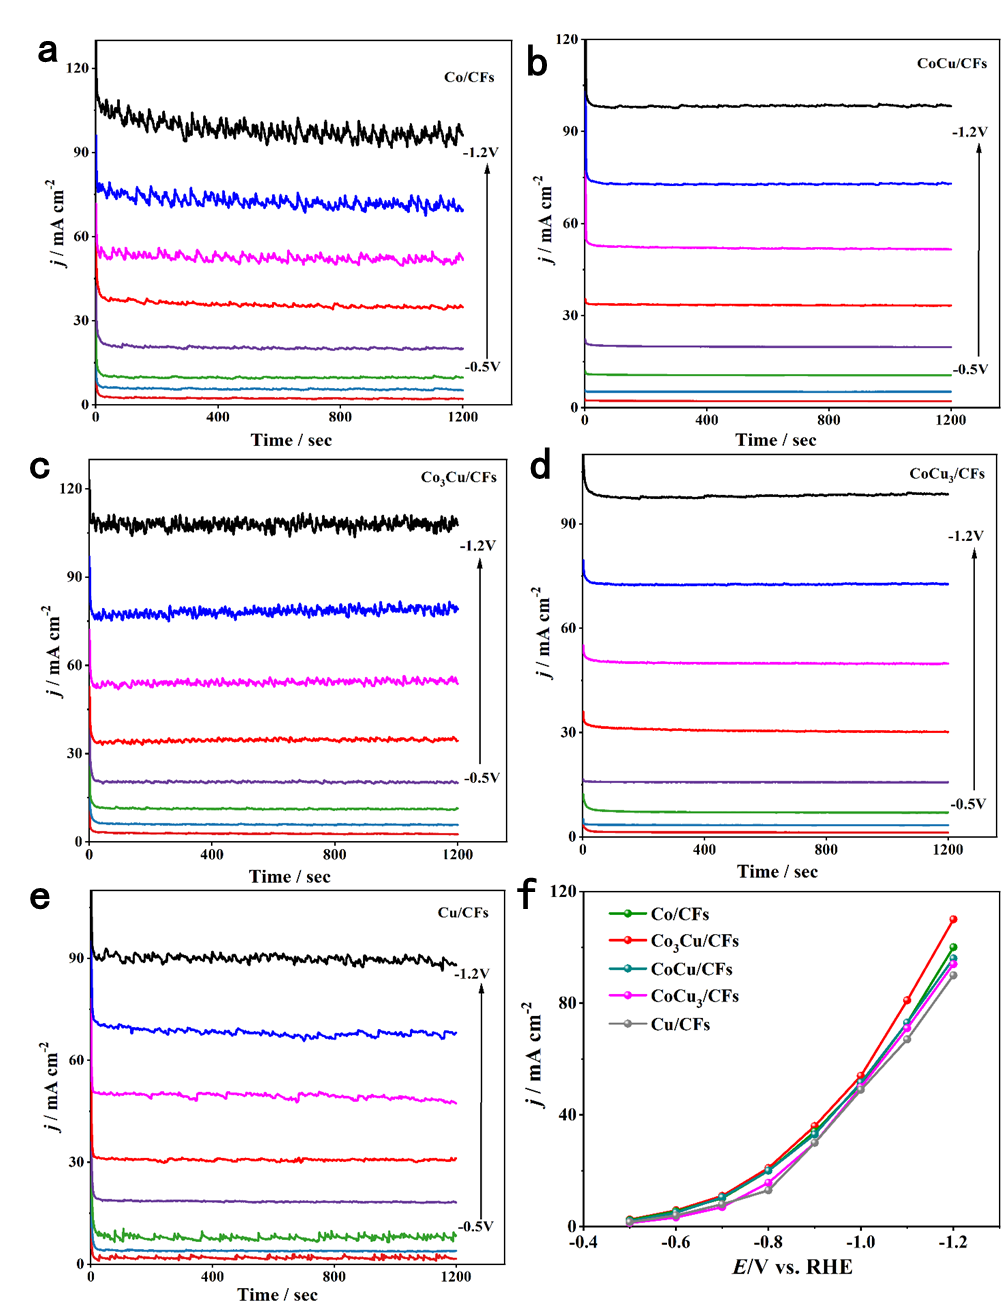 a
Co/CFs
120
90
60
30
0
-1.2V
-0.5V
j / mA cm-2
0 400 800 1200
Time / sec
b
CoCu/CFs
120
90
60
30
0
-1.2V
-0.5V
j / mA cm-2
0 400 800 1200
Time / sec
c
Co3Cu/CFs
120
90
60
30
0
-1.2V
-0.5V
j / mA cm-2
0 400 800 1200
Time / sec
d
CoCu3/CFs
90
60
30
0
-1.2V
-0.5V
j / mA cm-2
0 400 800 1200
Time / sec
e
Cu/CFs
90
60
30
0
-1.2V
-0.5V
j / mA cm-2
0 400 800 1200
Time / sec
f
120
80
40
0
Co/CFs
Co3Cu/CFs
CoCu/CFs
CoCu3/CFs
Cu/CFs
j / mA cm-2
-0.4 -0.6 -0.8 -1.0 -1.2
E/V vs. RHE